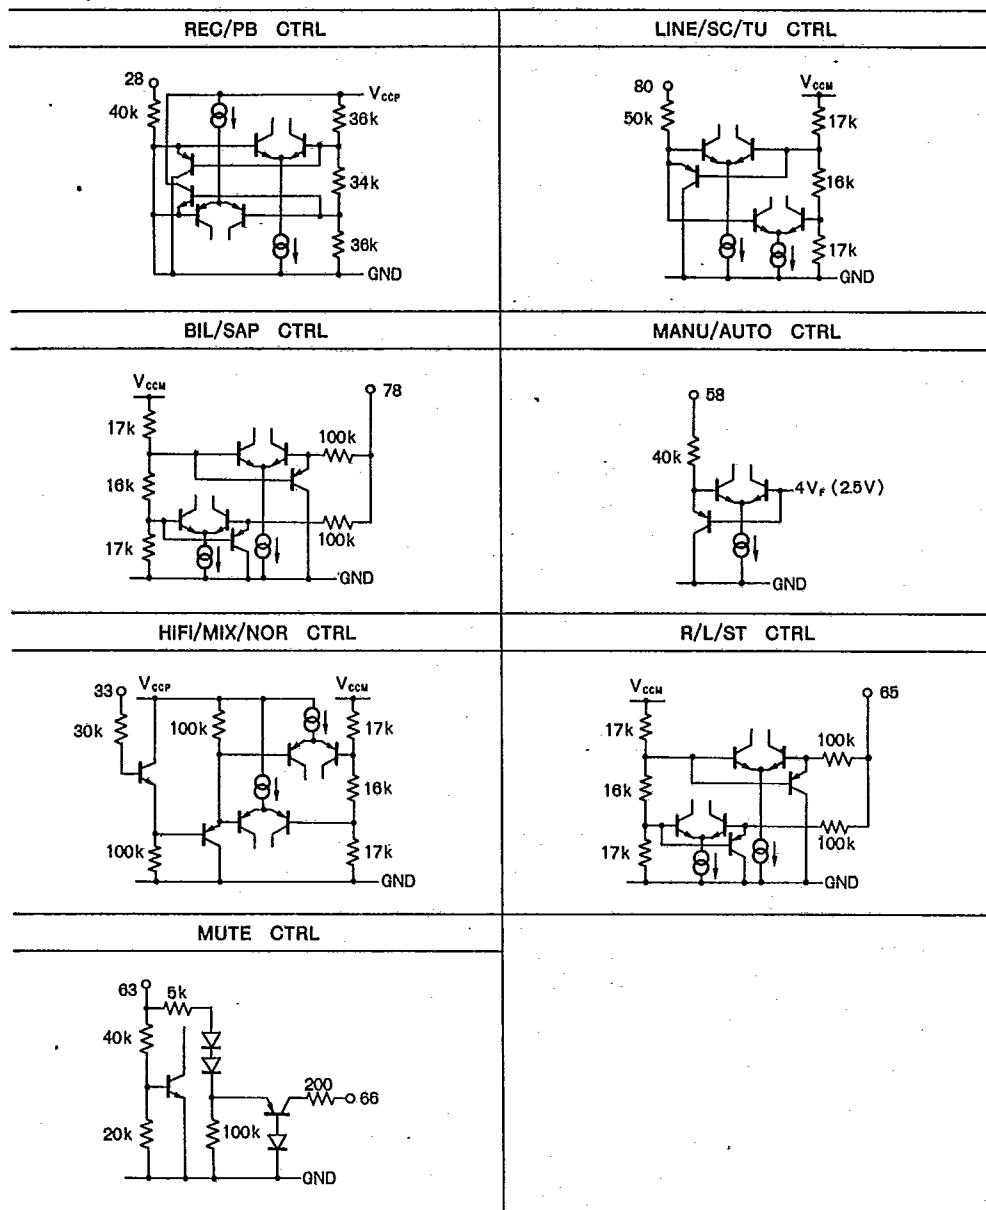 REC/PB CTRL
28
40k
VCCP
36k
34k
36k
GND
LINE/SC/TU CTRL
80
50k
VCCM
17k
16k
17k
GND
BIL/SAP CTRL
VCCM
78
17k
100k
16k
100k
17k
GND
MANU/AUTO CTRL
58
40k
4VF (2.5V)
GND
HIFI/MIX/NOR CTRL
33
VCCP
VCCM
30k
100k
17k
16k
100k
17k
GND
R/L/ST CTRL
VCCM
65
17k
100k
16k
100k
17k
GND
MUTE CTRL
63
5k
40k
200
66
20k
100k
GND